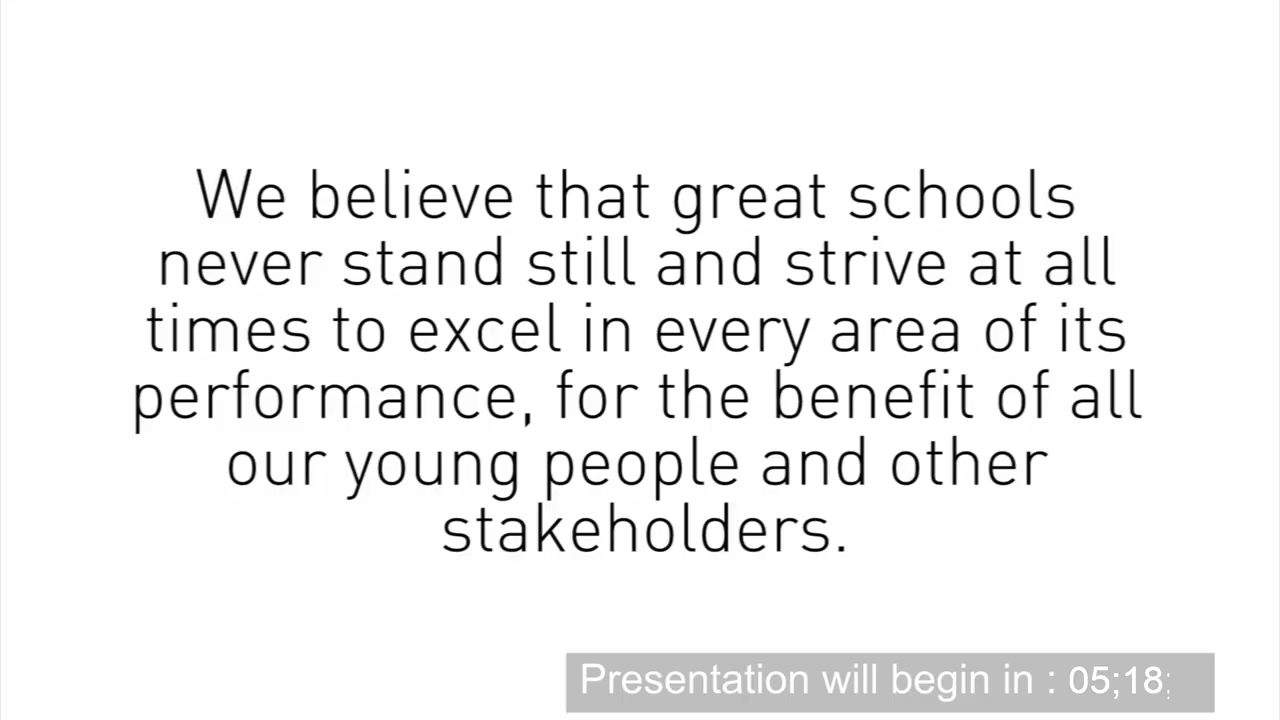 We believe that great schools
never stand still and strive at all
times to excel in every area of its
performance, for the benefit of all
our young people and other
stakeholders.
Presentation will begin in : 05;18;